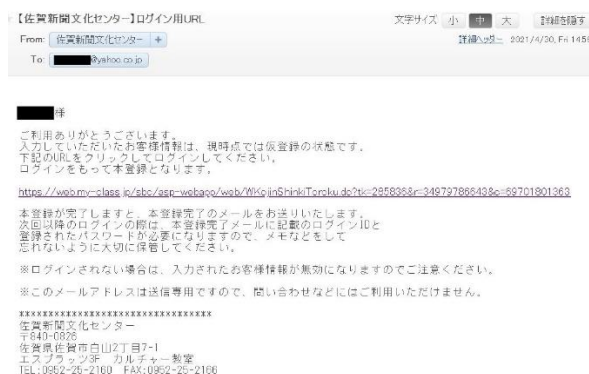 【佐賀新聞文化センター】ログイン用URL
文字サイズ 小 中 大 詳細を隠す
From: 佐賀新聞文化センター +
詳細ヘッダー 2021/4/30, Fri 14:58
To: @yahoo.co.jp
様
ご利用ありがとうございます。
入力していただいたお客様情報は、現時点では仮登録の状態です。
下記のURLをクリックしてログインしてください。
ログインをもって本登録となります。
https://web.my-class.jp/sbc/asp-webapp/web/WKojinShinkiToroku.do?tk=265836&r=34979786643&c=69701801363
本登録が完了しますと、本登録完了のメールをお送りいたします。
次回以降のログインの際は、本登録完了メールに記載のログインIDと
登録されたパスワードが必要になりますので、メモなどをして
忘れないように大切に保管してください。
※ログインされない場合は、入力されたお客様情報が無効になりますのでご注意ください。
※このメールアドレスは送信専用ですので、問い合わせなどにはご利用いただけません。
********************************
佐賀新聞文化センター
〒840-0826
佐賀県佐賀市白山2丁目7-1
エスプラッツ3F カルチャー教室
TEL:0952-25-2160 FAX:0952-25-2166